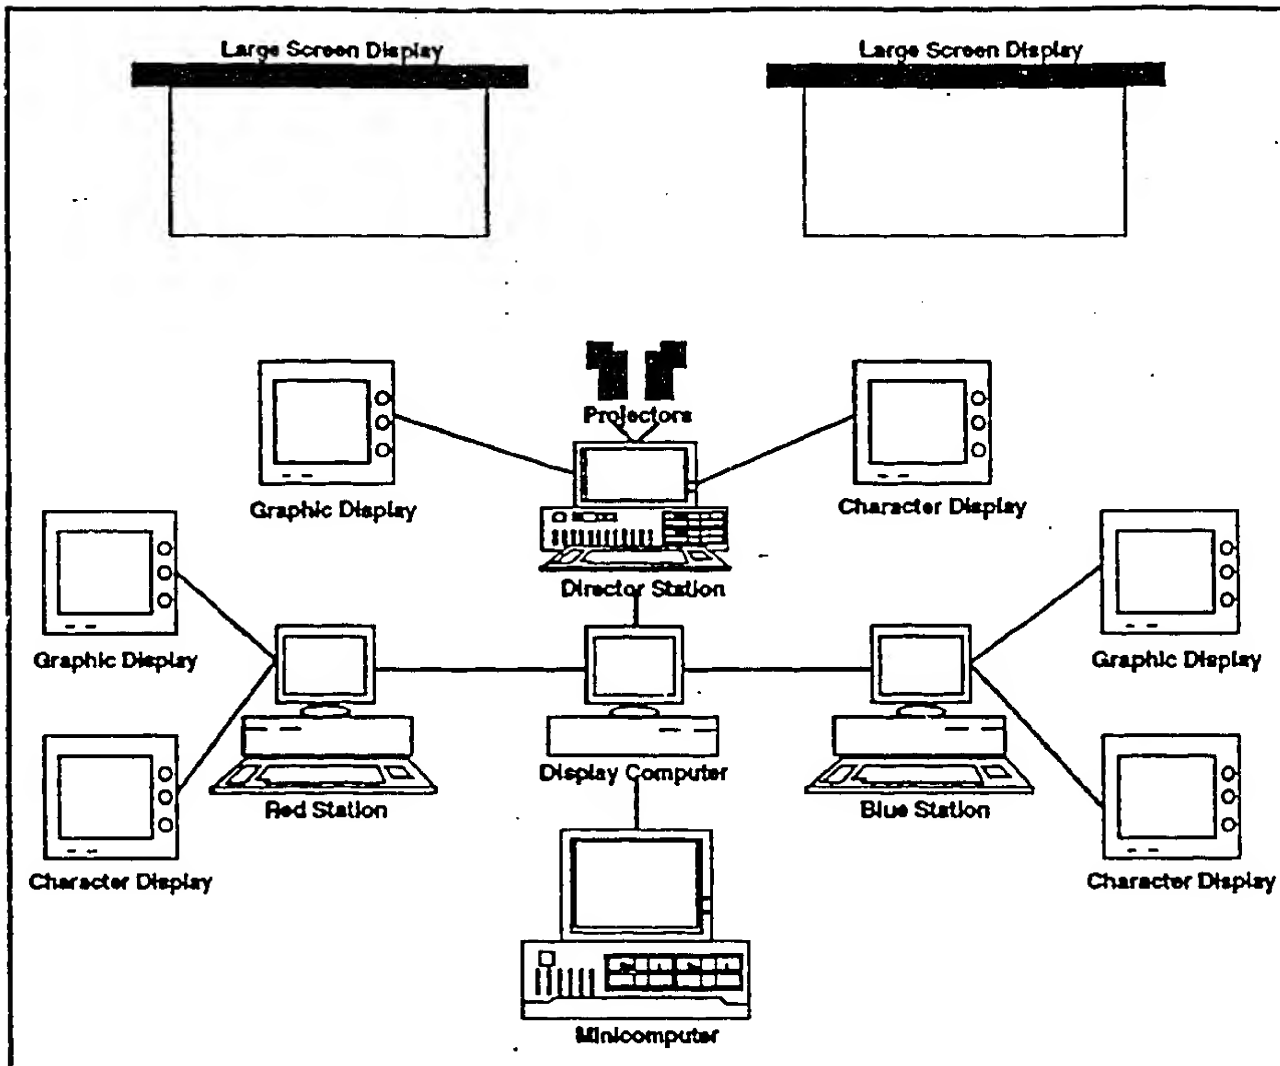 Large Screen Display
Large Screen Display
Projectors
Graphic Display
Character Display
Director Station
Graphic Display
Graphic Display
Display Computer
Red Station
Blue Station
Character Display
Character Display
Minicomputer